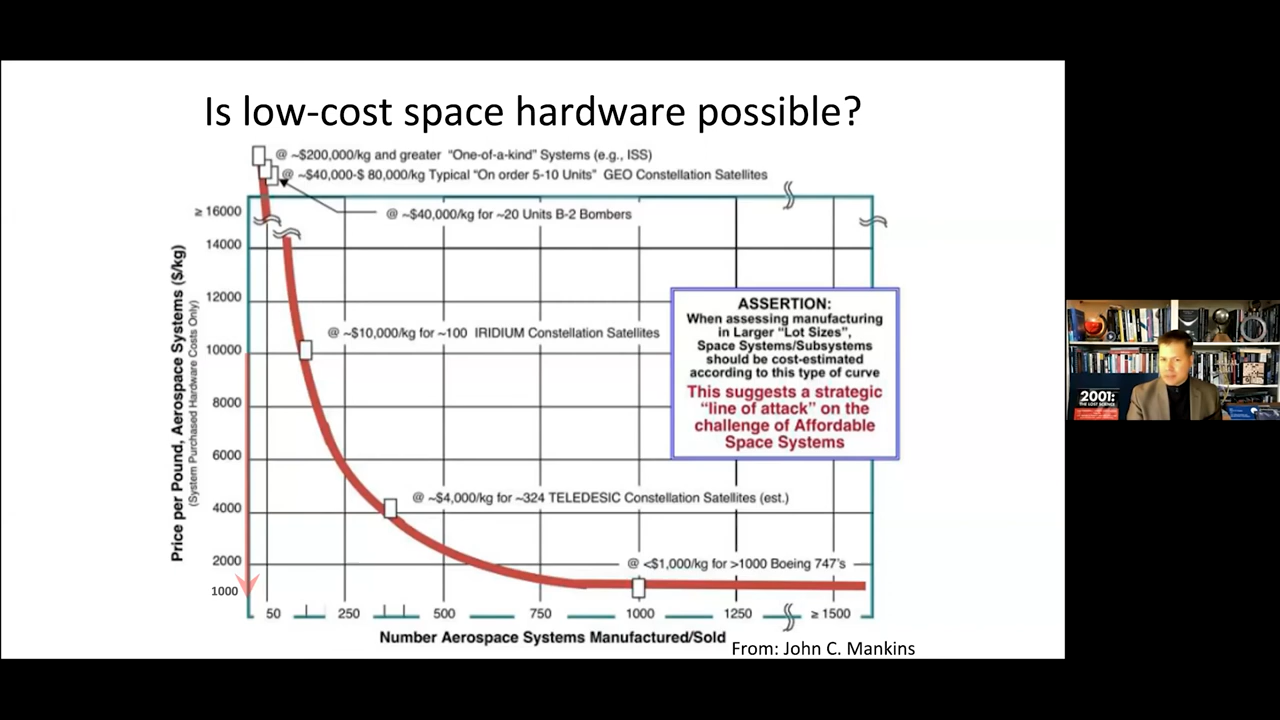 Is low-cost space hardware possible?
@ ~$200,000/kg and greater "One-of-a-kind" Systems (e.g., ISS)
@ ~$40,000-$ 80,000/kg Typical "On order 5-10 Units" GEO Constellation Satellites
@ ~$40,000/kg for ~20 Units B-2 Bombers
@ ~$10,000/kg for ~100 IRIDIUM Constellation Satellites
@ ~$4,000/kg for ~324 TELEDESIC Constellation Satellites (est.)
@ <$1,000/kg for >1000 Boeing 747's
ASSERTION:
When assessing manufacturing
in Larger "Lot Sizes",
Space Systems/Subsystems
should be cost-estimated
according to this type of curve
This suggests a strategic
"line of attack" on the
challenge of Affordable
Space Systems
Price per Pound, Aerospace Systems ($/kg)
(System Purchased Hardware Costs Only)
≥ 16000
14000
12000
10000
8000
6000
4000
2000
1000
50 250 500 750 1000 1250 ≥ 1500
Number Aerospace Systems Manufactured/Sold
From: John C. Mankins
2001:
THE LOST SCIENCE